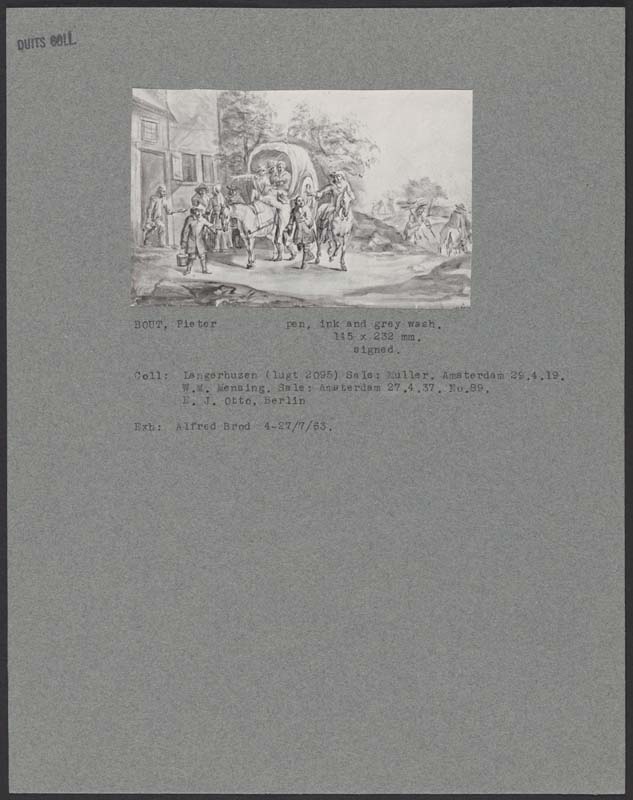 DUITS COLL.
BOUT, Pieter pen, ink and grey wash.
145 x 232 mm.
signed.
Coll: Langerhuzen (lugt 2095) Sale: Muller. Amsterdam 29.4.19.
W.M. Mensing. Sale: Amsterdam 27.4.37. No.89.
E. J. Otto, Berlin
Exh: Alfred Brod 4-27/7/63.